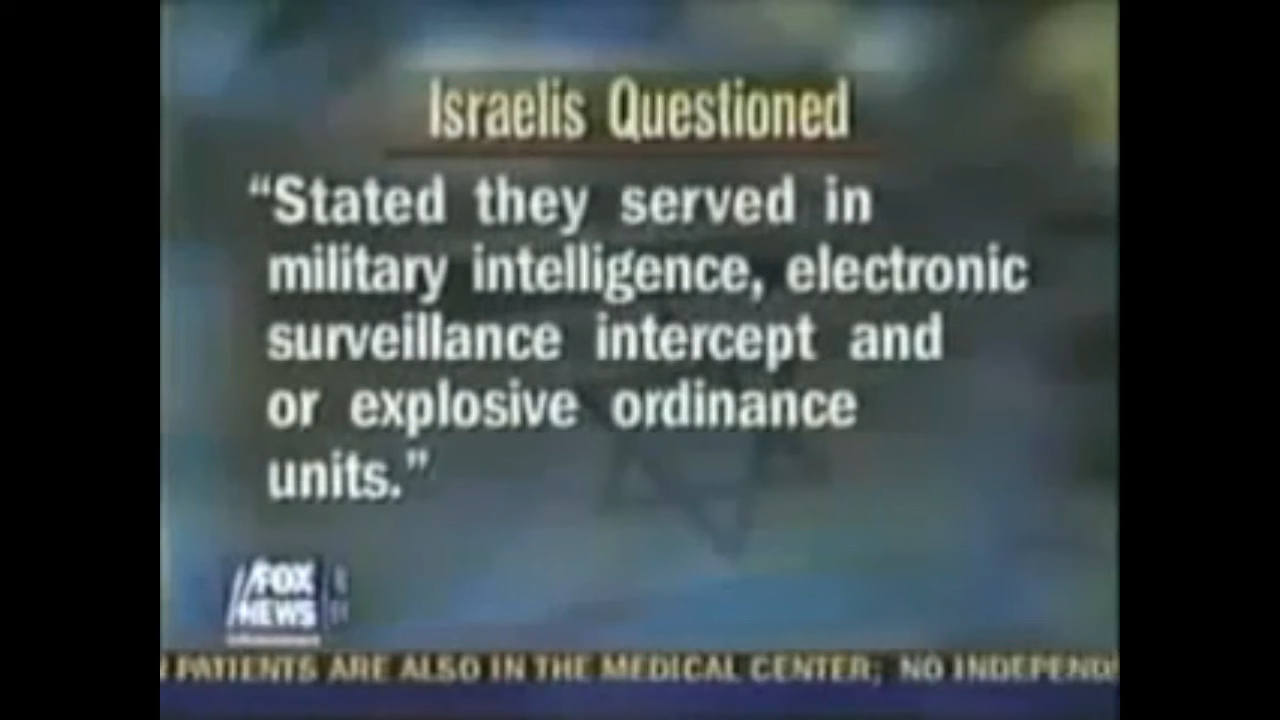 Israelis Questioned
“Stated they served in
military intelligence, electronic
surveillance intercept and
or explosive ordinance
units.”
FOX
NEWS
PATIENTS ARE ALSO IN THE MEDICAL CENTER; NO INDEPEND